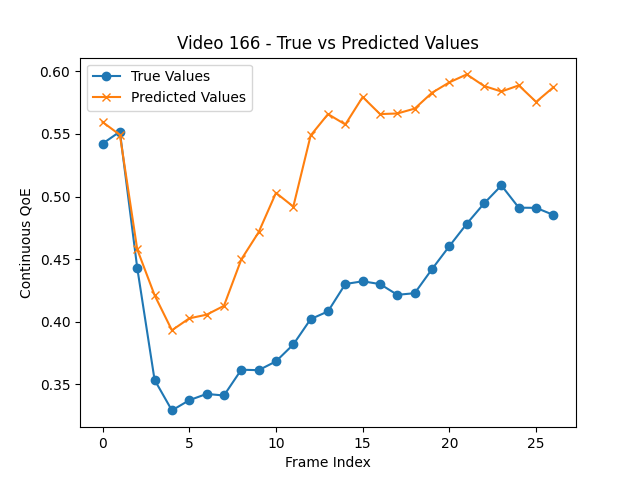 Video 166 - True vs Predicted Values
True Values
Predicted Values
Continuous QoE
0.60
0.55
0.50
0.45
0.40
0.35
0 5 10 15 20 25
Frame Index